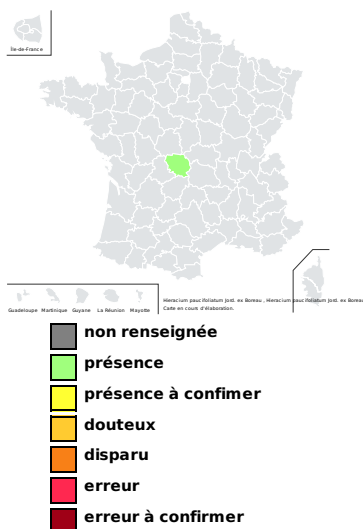 Île-de-France
Guadeloupe Martinique Guyane La Réunion Mayotte
Hieracium paucifoliatum Jord. ex Boreau , Hieracium paucifoliatum Jord. ex Boreau
Carte en cours d'élaboration.
non renseignée
présence
présence à confimer
douteux
disparu
erreur
erreur à confirmer